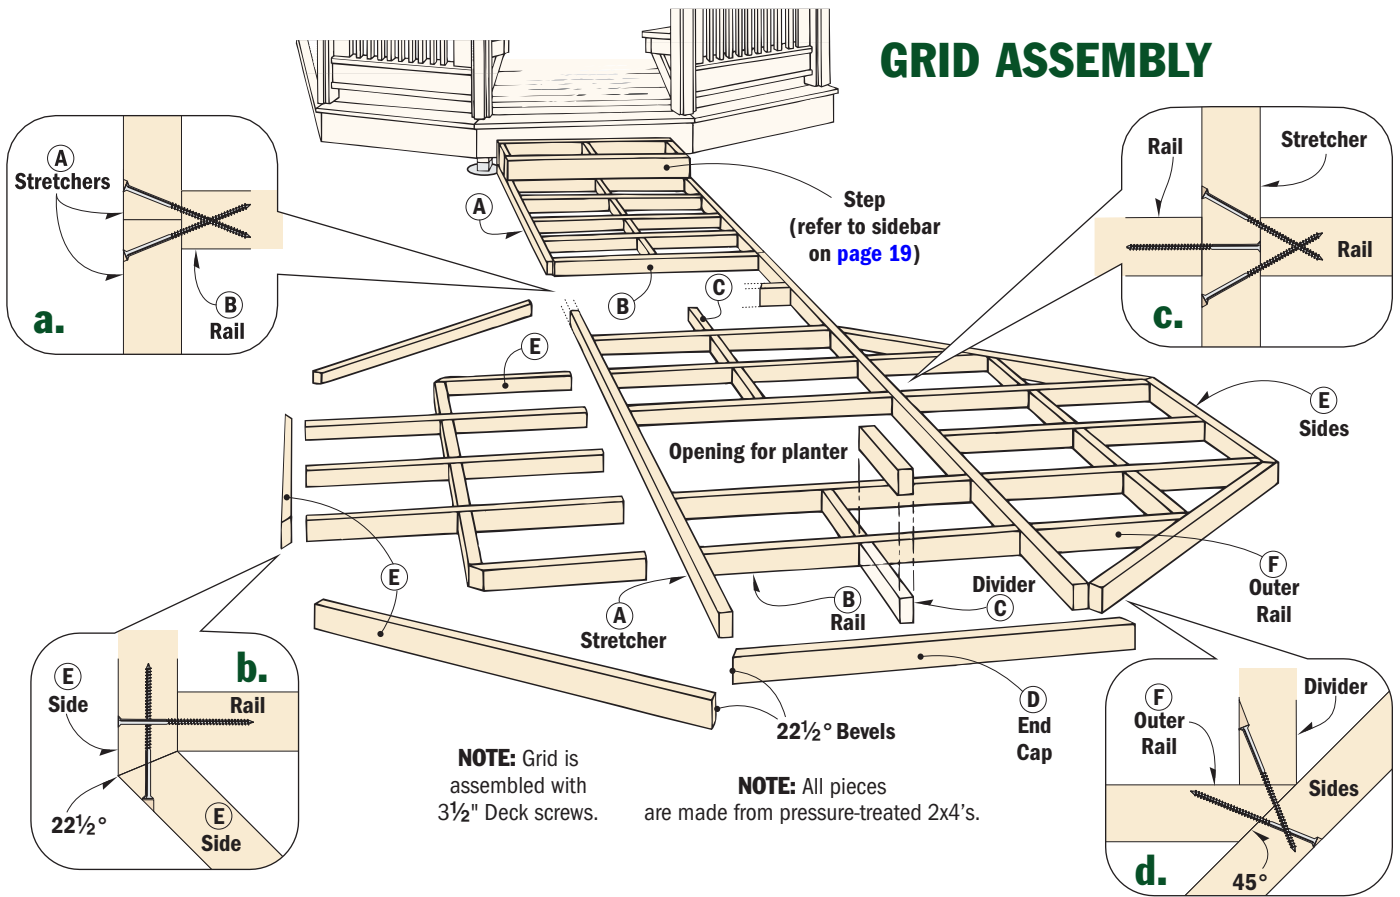 GRID ASSEMBLY
A
Stretchers
B
Rail
a.
A
B
C
Step
(refer to sidebar
on page 19)
Rail
Stretcher
Rail
c.
E
E
Sides
Opening for planter
E
A
Stretcher
B
Rail
Divider
C
F
Outer
Rail
D
End
Cap
22½° Bevels
b.
E
Side
Rail
22½°
E
Side
NOTE: Grid is
assembled with
3½" Deck screws.
NOTE: All pieces
are made from pressure-treated 2x4's.
F
Outer
Rail
Divider
Sides
45°
d.